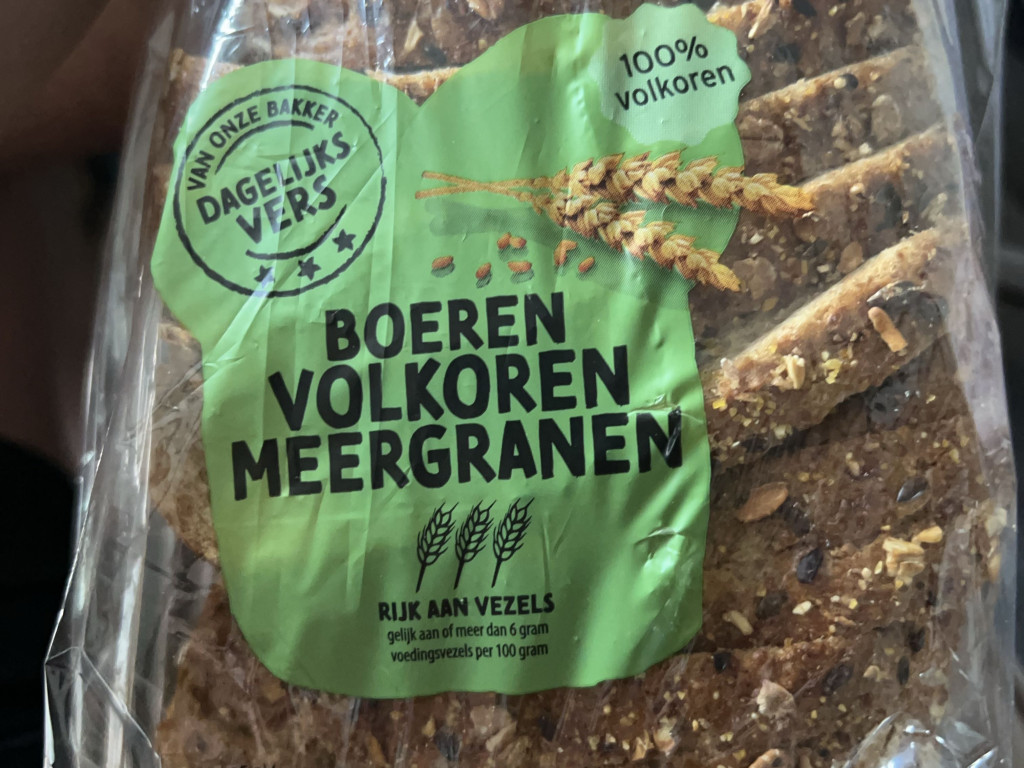 100%
volkoren
VAN ONZE BAKKER
DAGELIJKS
VERS
BOEREN
VOLKOREN
MEERGRANEN
RIJK AAN VEZELS
gelijk aan of meer dan 6 gram
voedingsvezels per 100 gram